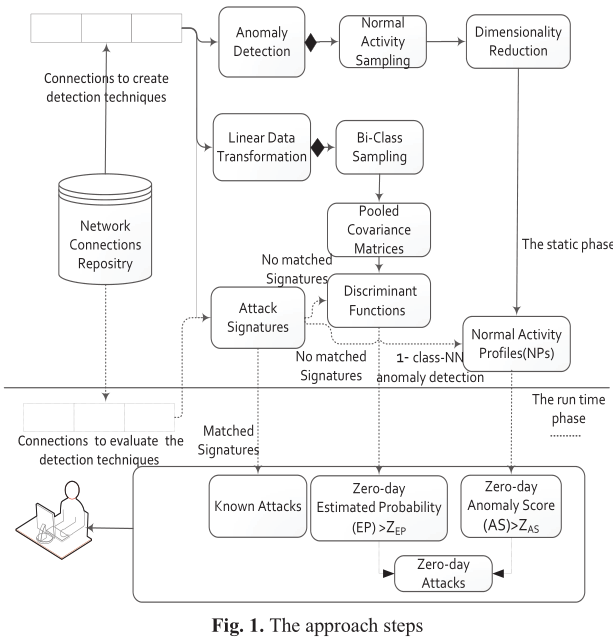 Anomaly
Detection
Normal
Activity
Sampling
Dimensionality
Reduction
Connections to create
detection techniques
Linear Data
Transformation
Bi-Class
Sampling
Network
Connections
Repositry
Pooled
Covariance
Matrices
The static phase
No matched
Signatures
Attack
Signatures
Discriminant
Functions
Normal Activity
Profiles(NPs)
No matched
Signatures
1- class-NN
anomaly detection
The run time
phase
Connections to evaluate the
detection techniques
Matched
Signatures
Known Attacks
Zero-day
Estimated Probability
(EP) >Z_EP
Zero-day
Anomaly Score
(AS)>Z_AS
Zero-day
Attacks
Fig. 1. The approach steps